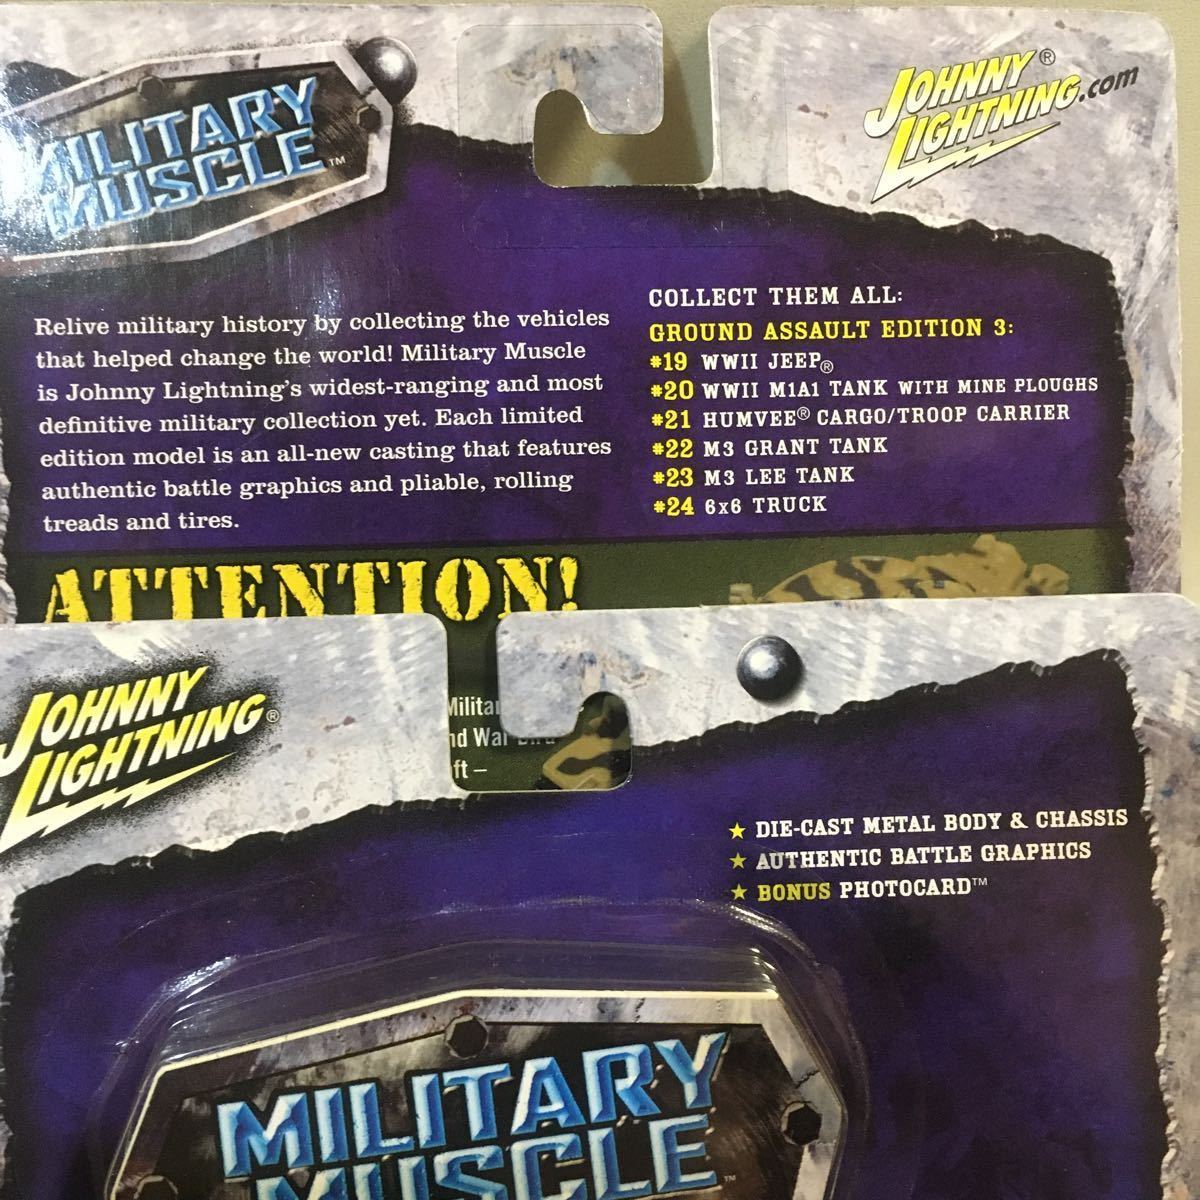 MILITARY
MUSCLE™
JOHNNY®
LIGHTNING.com
Relive military history by collecting the vehicles
that helped change the world! Military Muscle
is Johnny Lightning's widest-ranging and most
definitive military collection yet. Each limited
edition model is an all-new casting that features
authentic battle graphics and pliable, rolling
treads and tires.
COLLECT THEM ALL:
GROUND ASSAULT EDITION 3:
#19 WWII JEEP®
#20 WWII M1A1 TANK WITH MINE PLOUGHS
#21 HUMVEE® CARGO/TROOP CARRIER
#22 M3 GRANT TANK
#23 M3 LEE TANK
#24 6x6 TRUCK
ATTENTION!
JOHNNY
LIGHTNING®
★ DIE-CAST METAL BODY & CHASSIS
★ AUTHENTIC BATTLE GRAPHICS
★ BONUS PHOTOCARD™
MILITARY
MUSCLE™